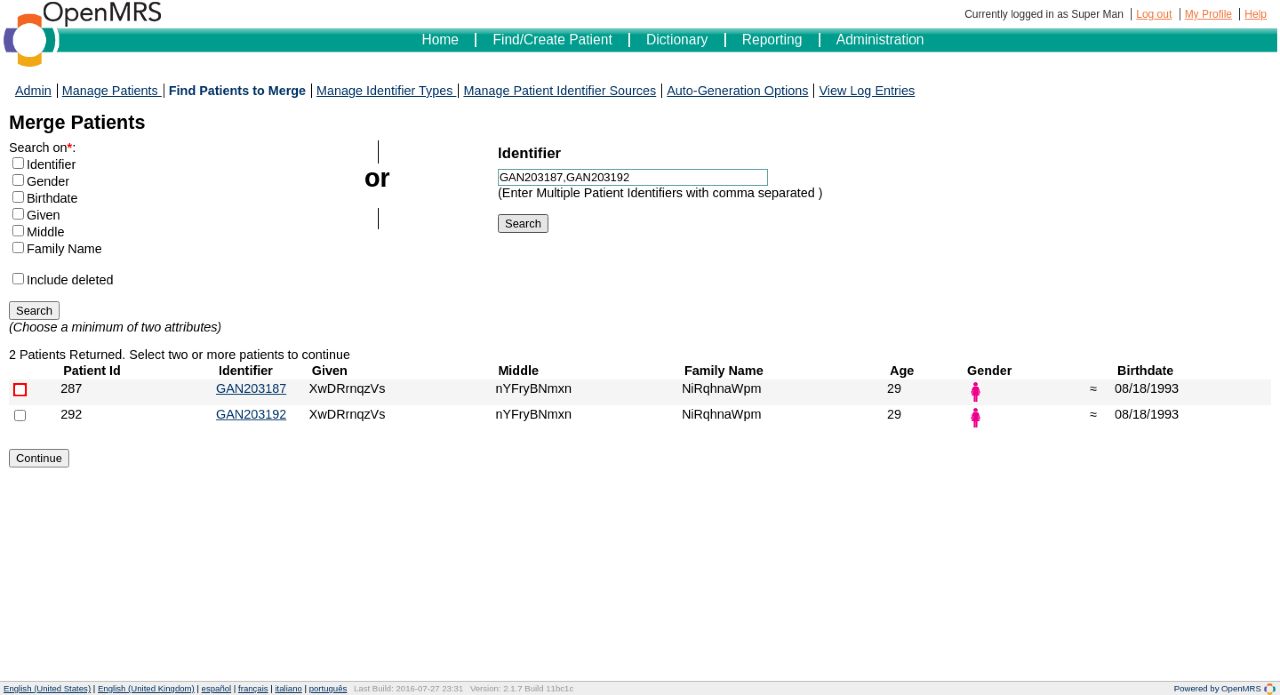 OpenMRS
Currently logged in as Super Man | Log out | My Profile | Help
Home | Find/Create Patient | Dictionary | Reporting | Administration
Admin | Manage Patients | Find Patients to Merge | Manage Identifier Types | Manage Patient Identifier Sources | Auto-Generation Options | View Log Entries
Merge Patients
Search on*:
Identifier
Gender
Birthdate
Given
Middle
Family Name
Include deleted
Search
(Choose a minimum of two attributes)
or
Identifier
GAN203187,GAN203192
(Enter Multiple Patient Identifiers with comma separated )
Search
2 Patients Returned. Select two or more patients to continue
Patient Id Identifier Given Middle Family Name Age Gender Birthdate
287 GAN203187 XwDRrnqzVs nYFryBNmxn NiRqhnaWpm 29 ≈ 08/18/1993
292 GAN203192 XwDRrnqzVs nYFryBNmxn NiRqhnaWpm 29 ≈ 08/18/1993
Continue
English (United States) | English (United Kingdom) | español | français | italiano | português Last Build: 2016-07-27 23:31 Version: 2.1.7 Build 11bc1c Powered by OpenMRS